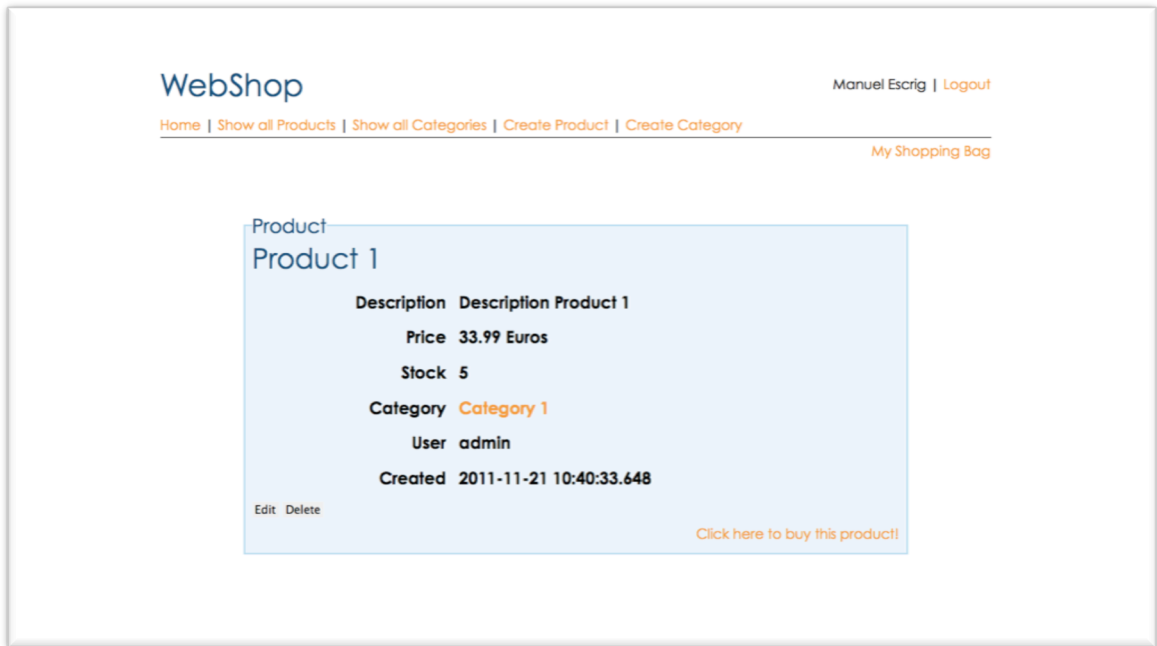 WebShop
Manuel Escrig | Logout
Home | Show all Products | Show all Categories | Create Product | Create Category
My Shopping Bag
Product
Product 1
Description Description Product 1
Price 33.99 Euros
Stock 5
Category Category 1
User admin
Created 2011-11-21 10:40:33.648
Edit Delete
Click here to buy this product!